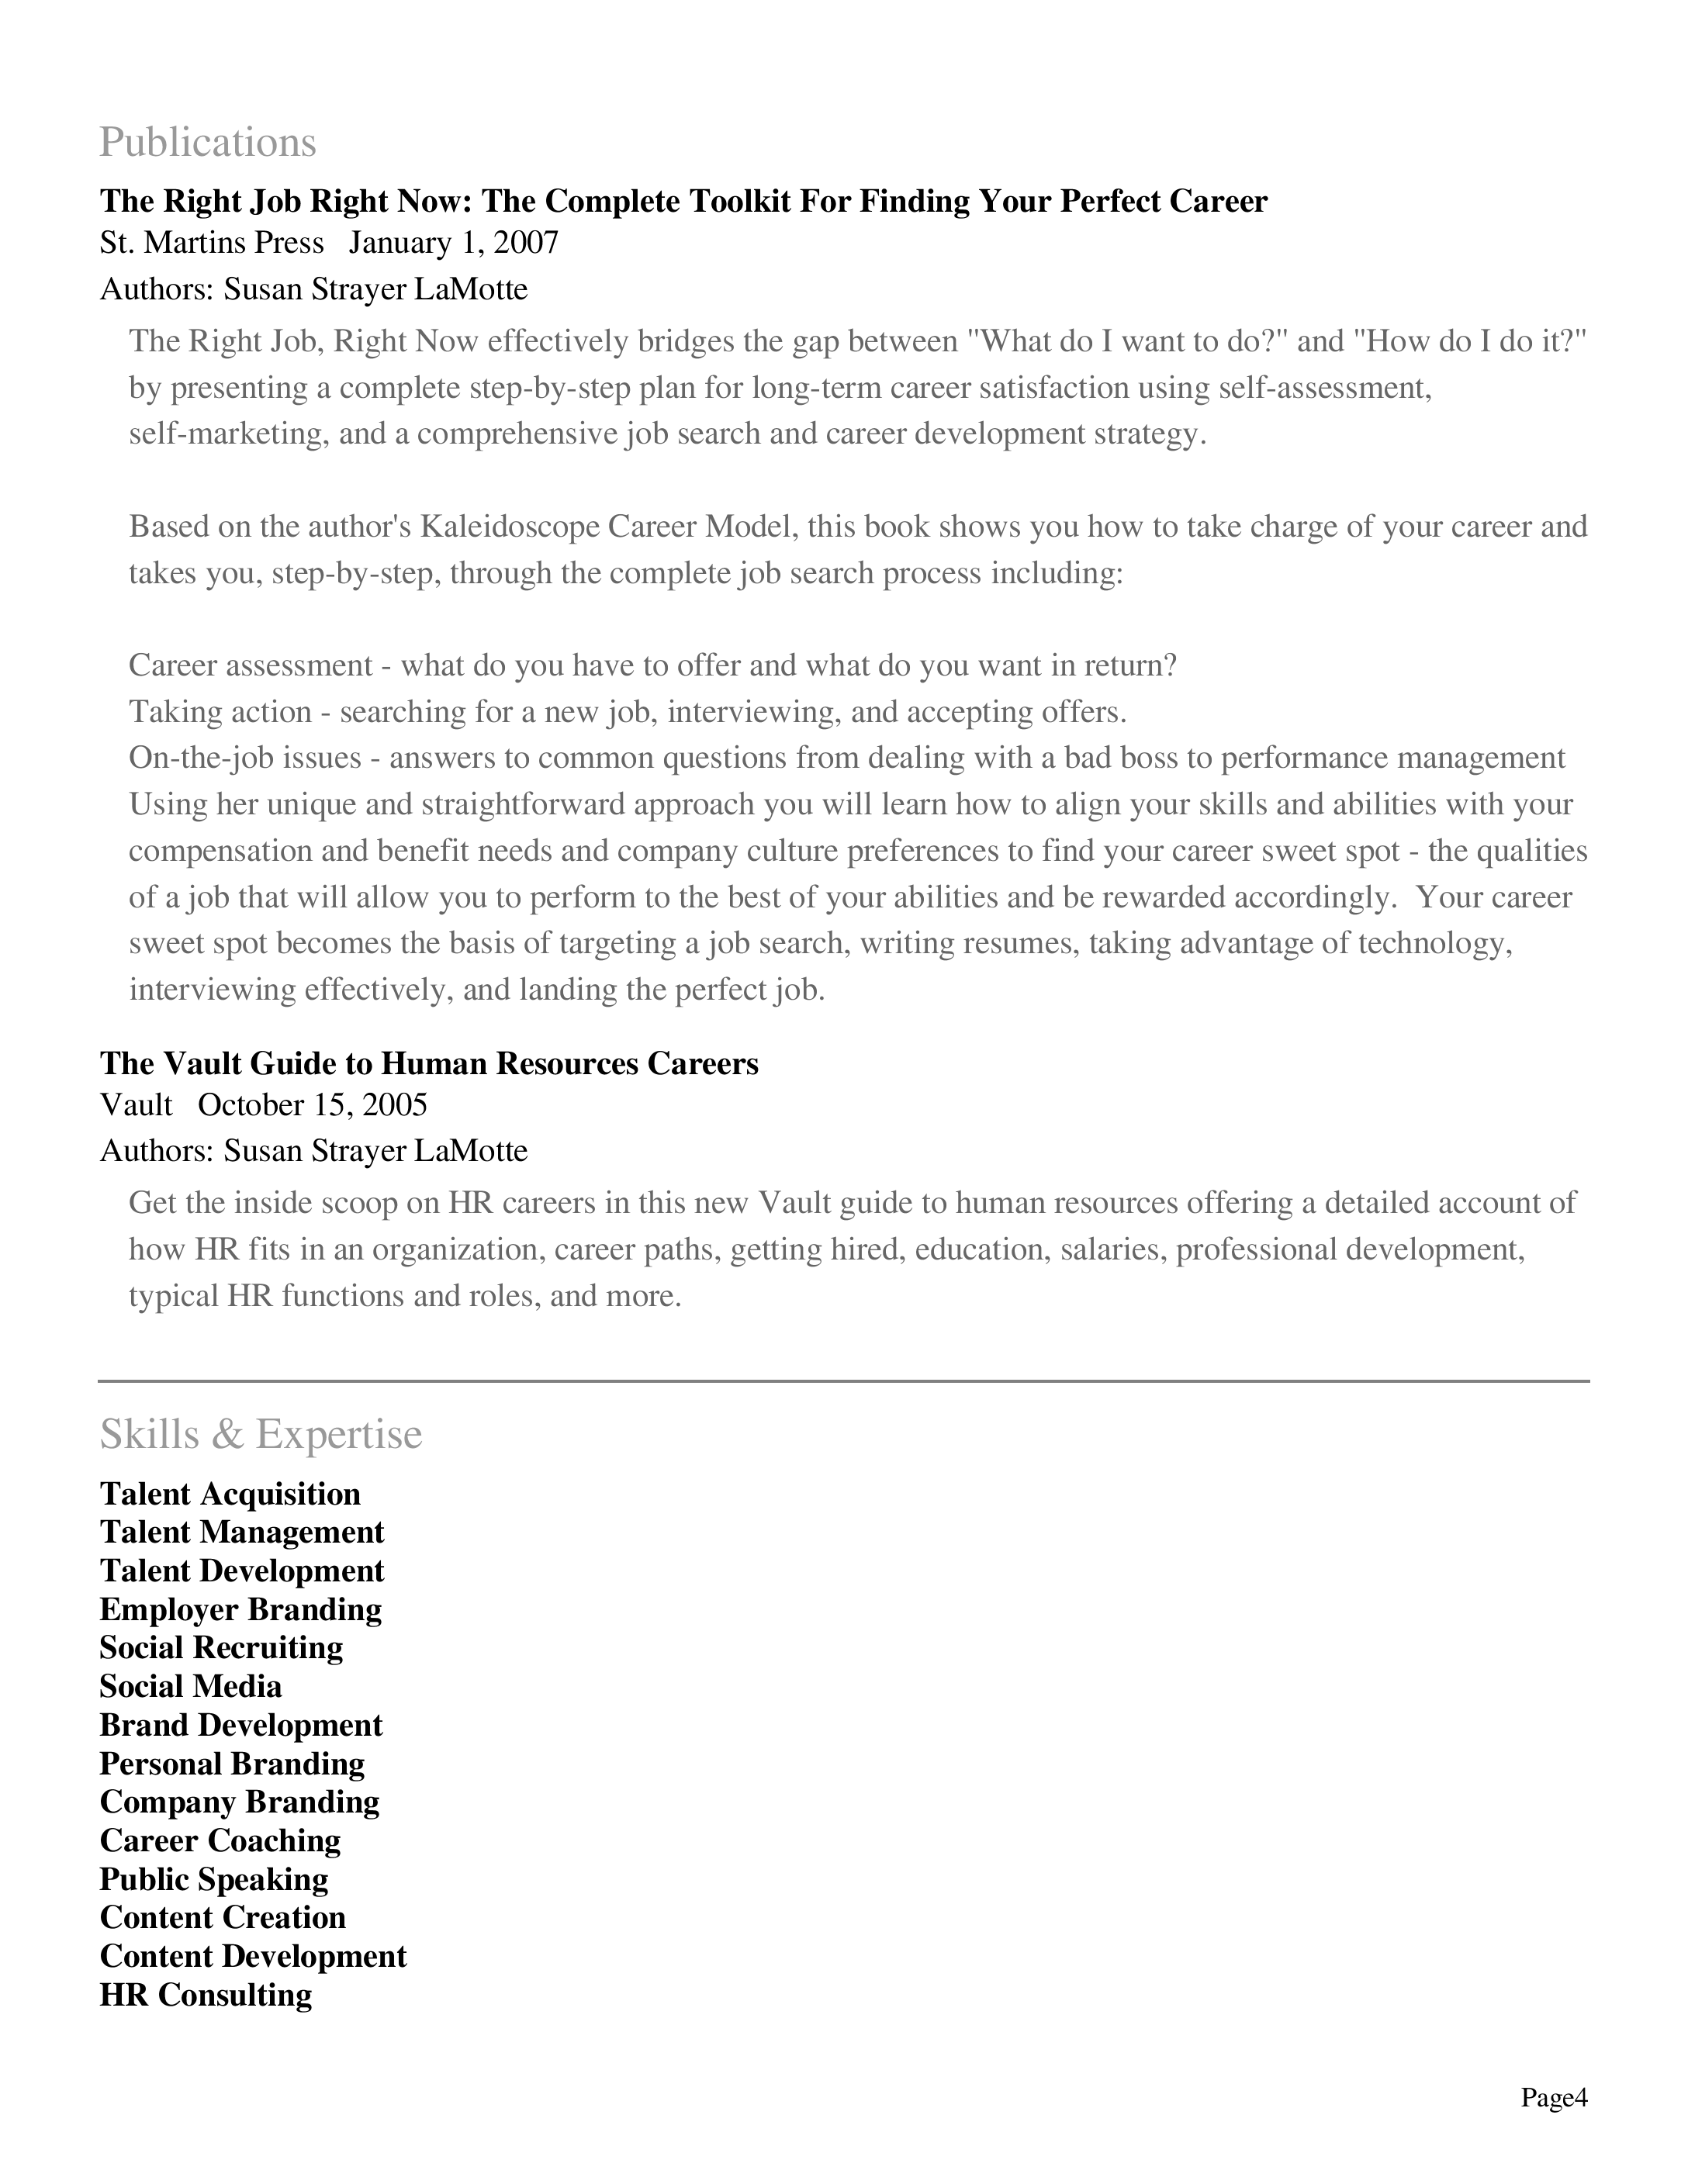 Publications
The Right Job Right Now: The Complete Toolkit For Finding Your Perfect Career
St. Martins Press   January 1, 2007
Authors: Susan Strayer LaMotte
The Right Job, Right Now effectively bridges the gap between "What do I want to do?" and "How do I do it?"
by presenting a complete step-by-step plan for long-term career satisfaction using self-assessment,
self-marketing, and a comprehensive job search and career development strategy.
Based on the author's Kaleidoscope Career Model, this book shows you how to take charge of your career and
takes you, step-by-step, through the complete job search process including:
Career assessment - what do you have to offer and what do you want in return?
Taking action - searching for a new job, interviewing, and accepting offers.
On-the-job issues - answers to common questions from dealing with a bad boss to performance management
Using her unique and straightforward approach you will learn how to align your skills and abilities with your
compensation and benefit needs and company culture preferences to find your career sweet spot - the qualities
of a job that will allow you to perform to the best of your abilities and be rewarded accordingly.  Your career
sweet spot becomes the basis of targeting a job search, writing resumes, taking advantage of technology,
interviewing effectively, and landing the perfect job.
The Vault Guide to Human Resources Careers
Vault   October 15, 2005
Authors: Susan Strayer LaMotte
Get the inside scoop on HR careers in this new Vault guide to human resources offering a detailed account of
how HR fits in an organization, career paths, getting hired, education, salaries, professional development,
typical HR functions and roles, and more.
Skills & Expertise
Talent Acquisition
Talent Management
Talent Development
Employer Branding
Social Recruiting
Social Media
Brand Development
Personal Branding
Company Branding
Career Coaching
Public Speaking
Content Creation
Content Development
HR Consulting
Page4